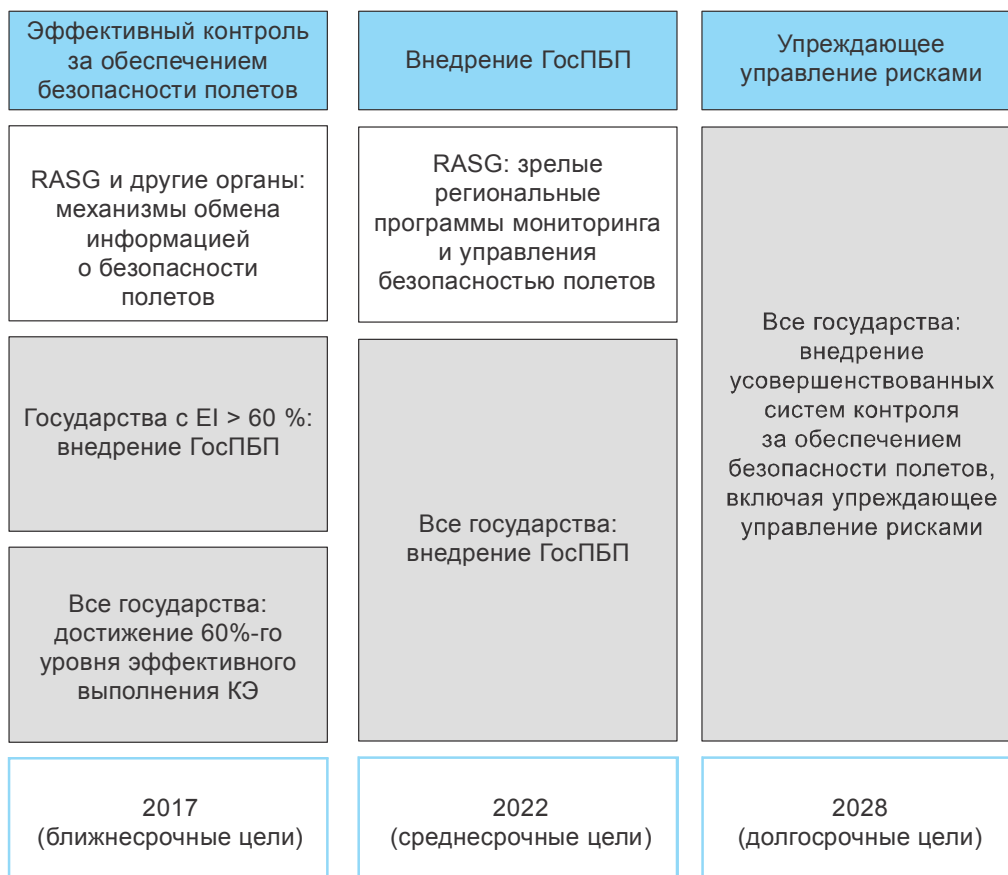 Эффективный контроль
за обеспечением
безопасности полетов
Внедрение ГосПБП
Упреждающее
управление рисками
RASG и другие органы:
механизмы обмена
информацией
о безопасности
полетов
RASG: зрелые
региональные
программы мониторинга
и управления
безопасностью полетов
Все государства:
внедрение
усовершенствованных
систем контроля
за обеспечением
безопасности полетов,
включая упреждающее
управление рисками
Государства с EI > 60 %:
внедрение ГосПБП
Все государства:
внедрение ГосПБП
Все государства:
достижение 60%-го
уровня эффективного
выполнения КЭ
2017
(ближнесрочные цели)
2022
(среднесрочные цели)
2028
(долгосрочные цели)